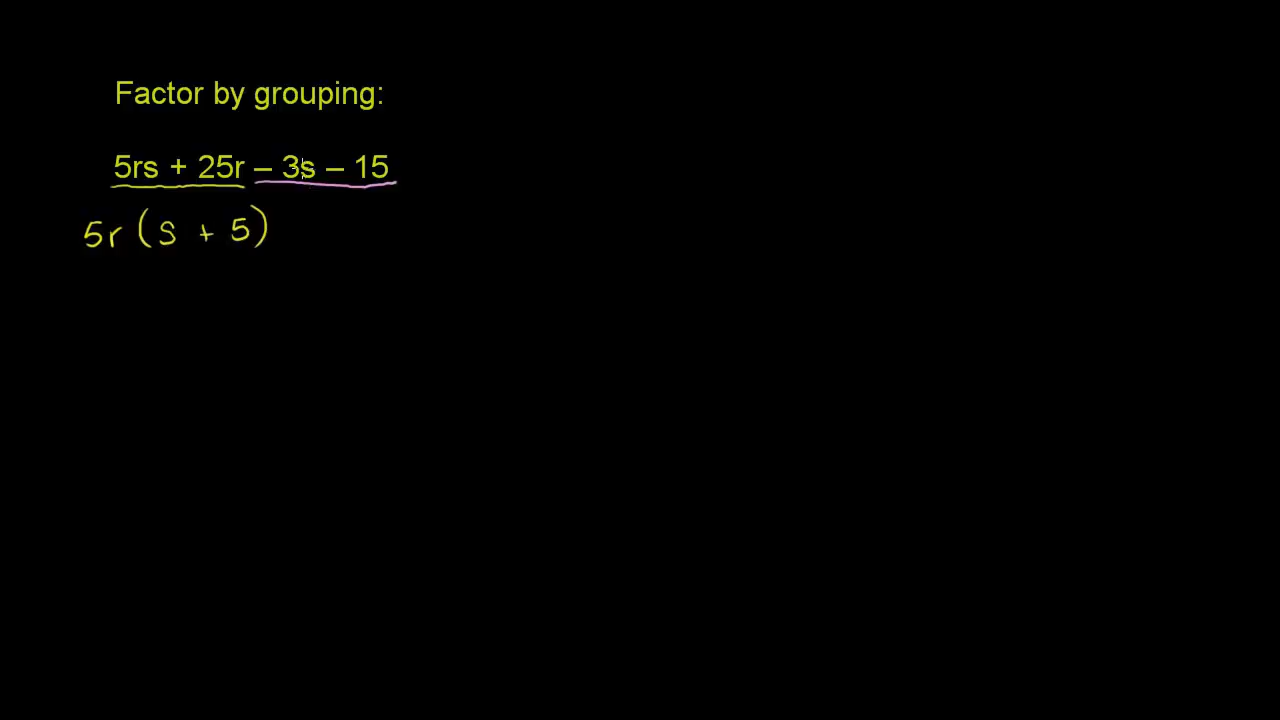 Factor by grouping:
5rs + 25r – 3s – 15
5r (s + 5)